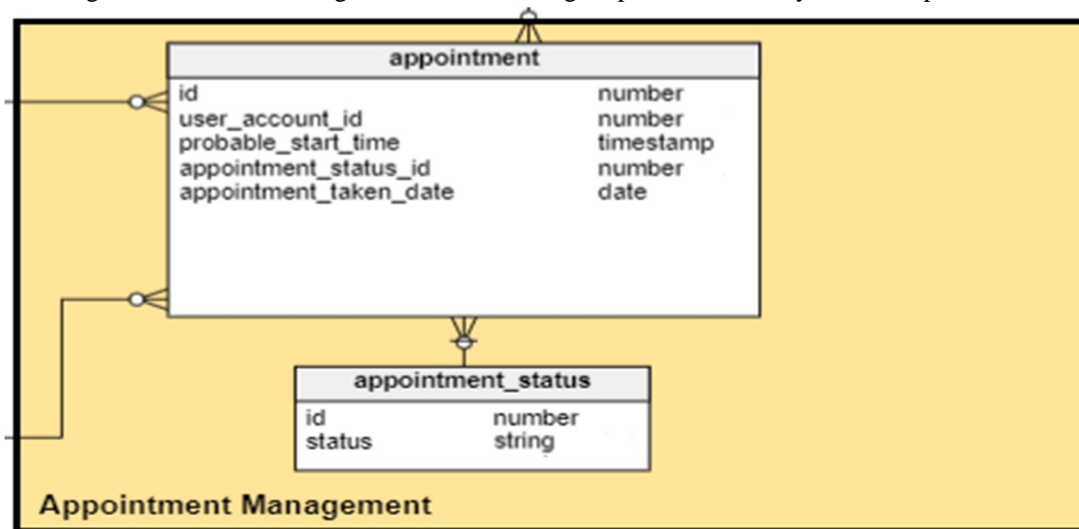 appointment
id number
user_account_id number
probable_start_time timestamp
appointment_status_id number
appointment_taken_date date
appointment_status
id number
status string
Appointment Management